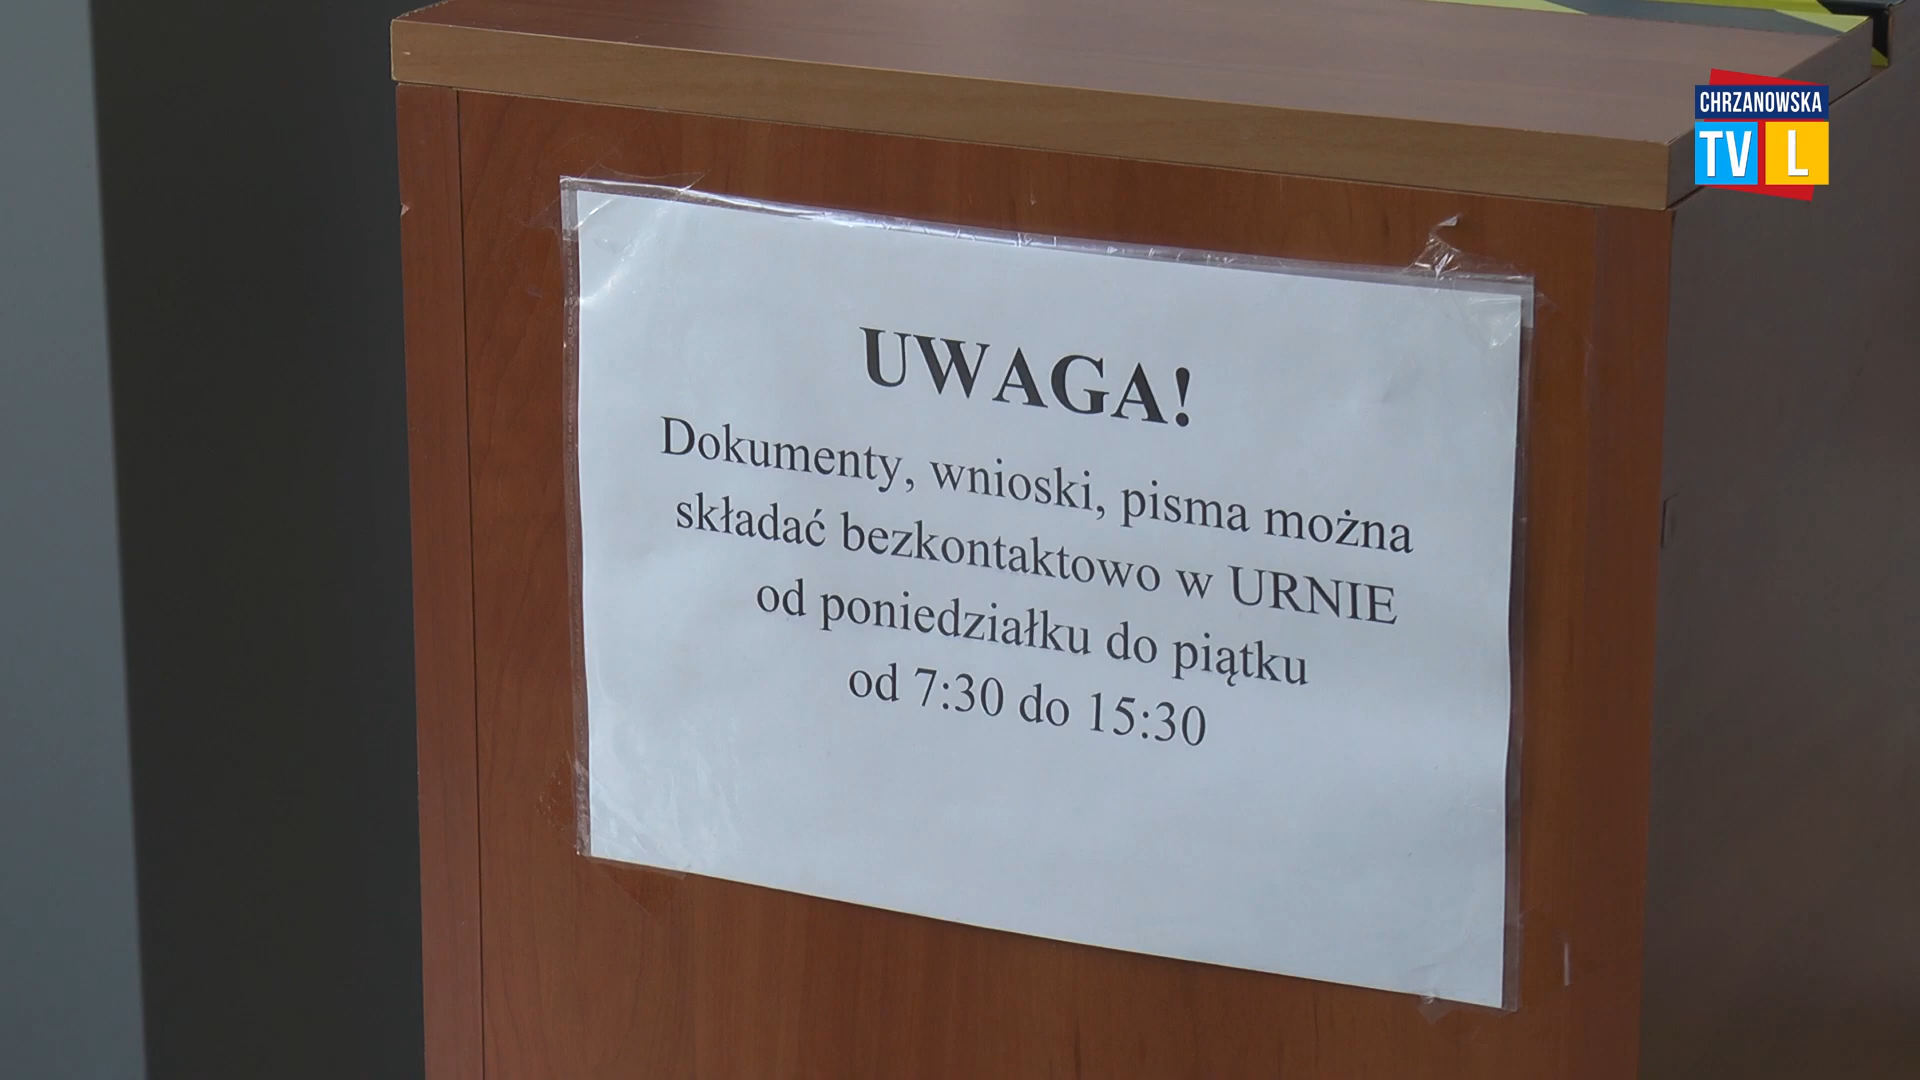 CHRZANOWSKA
TV L
UWAGA!
Dokumenty, wnioski, pisma można
składać bezkontaktowo w URNIE
od poniedziałku do piątku
od 7:30 do 15:30